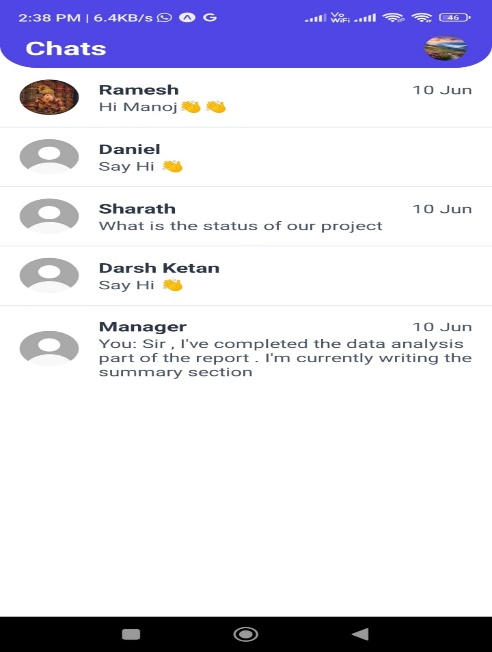 2:38 PM | 6.4KB/s
Vo
WiFi
46
Chats
Ramesh
10 Jun
Hi Manoj👏 👏
Daniel
Say Hi 👏
Sharath
10 Jun
What is the status of our project
Darsh Ketan
Say Hi 👏
Manager
10 Jun
You: Sir , I've completed the data analysis
part of the report . I'm currently writing the
summary section